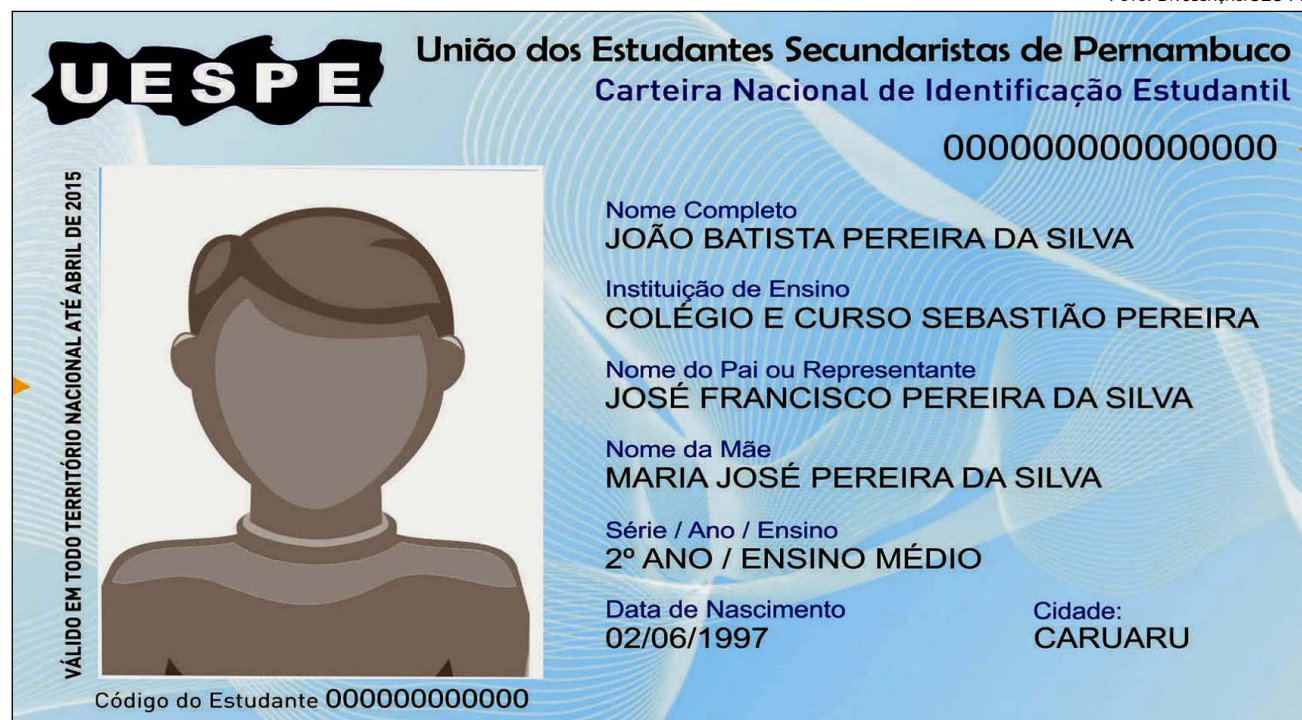 UESPE
União dos Estudantes Secundaristas de Pernambuco
Carteira Nacional de Identificação Estudantil
000000000000000
VÁLIDO EM TODO TERRITÓRIO NACIONAL ATÉ ABRIL DE 2015
Nome Completo
JOÃO BATISTA PEREIRA DA SILVA
Instituição de Ensino
COLÉGIO E CURSO SEBASTIÃO PEREIRA
Nome do Pai ou Representante
JOSÉ FRANCISCO PEREIRA DA SILVA
Nome da Mãe
MARIA JOSÉ PEREIRA DA SILVA
Série / Ano / Ensino
2º ANO / ENSINO MÉDIO
Data de Nascimento
02/06/1997
Cidade:
CARUARU
Código do Estudante 000000000000